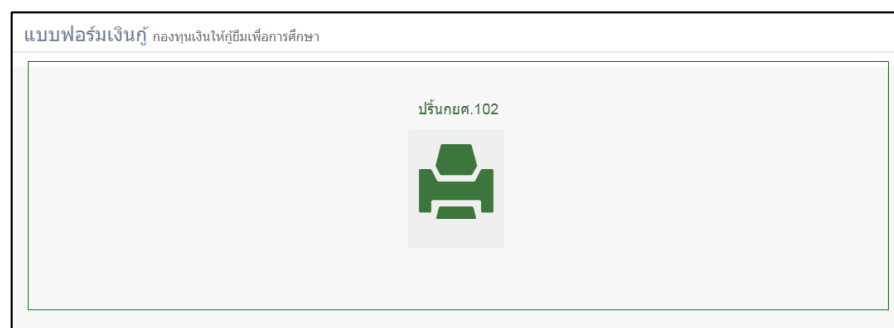 แบบฟอร์มเงินกู้ กองทุนเงินให้กู้ยืมเพื่อการศึกษา
ปริ้นกยศ.102